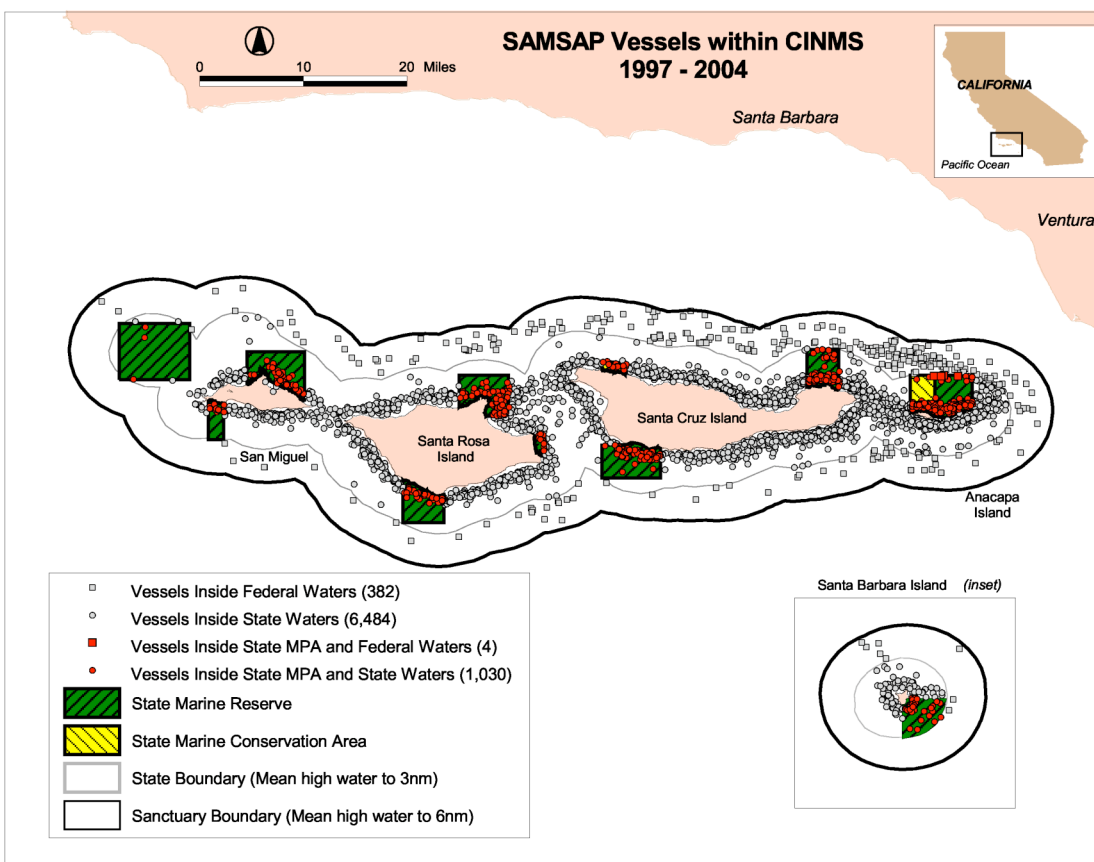 SAMSAP Vessels within CINMS
1997 - 2004
0 10 20 Miles
CALIFORNIA
Pacific Ocean
Santa Barbara
Ventura
Santa Cruz Island
Santa Rosa
Island
San Miguel
Anacapa
Island
Vessels Inside Federal Waters (382)
Vessels Inside State Waters (6,484)
Vessels Inside State MPA and Federal Waters (4)
Vessels Inside State MPA and State Waters (1,030)
State Marine Reserve
State Marine Conservation Area
State Boundary (Mean high water to 3nm)
Sanctuary Boundary (Mean high water to 6nm)
Santa Barbara Island (inset)